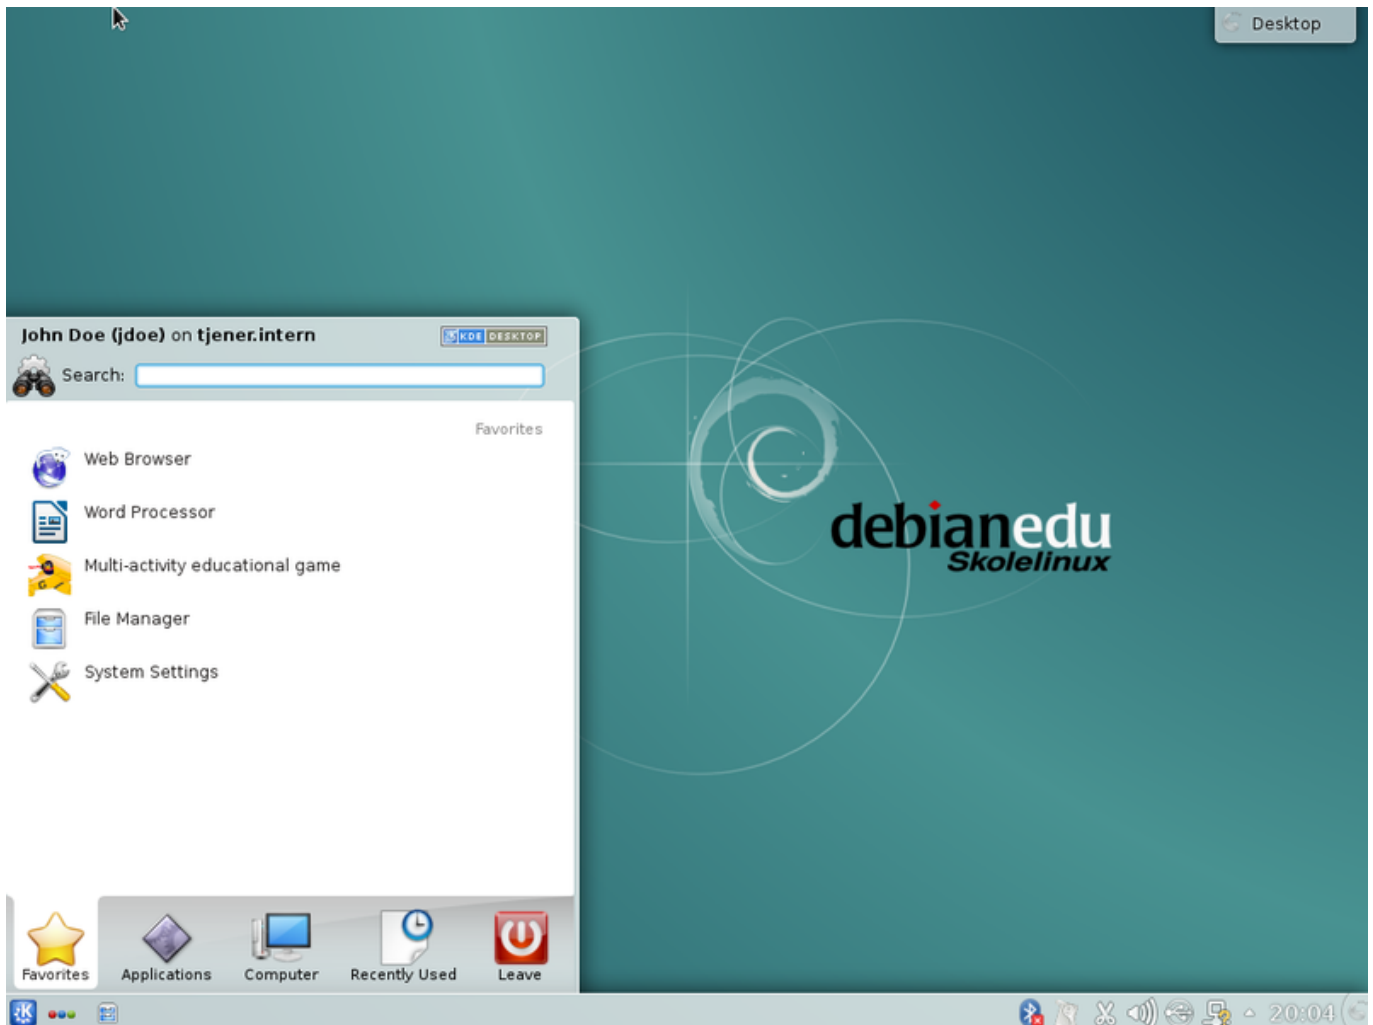 Desktop
John Doe (jdoe) on tjener.intern
KDE DESKTOP
Search:
Favorites
Web Browser
Word Processor
Multi-activity educational game
File Manager
System Settings
debianedu
Skolelinux
Favorites Applications Computer Recently Used Leave
20:04